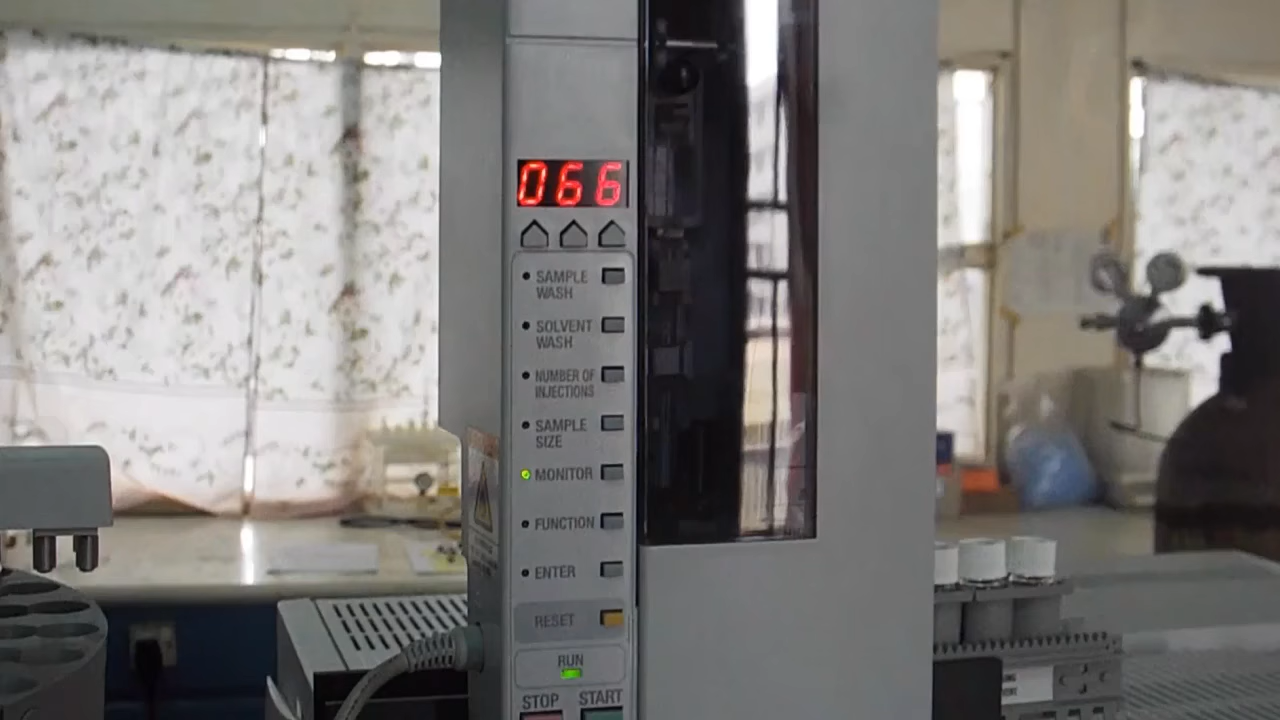 066
SAMPLE
WASH
SOLVENT
WASH
NUMBER OF
INJECTIONS
SAMPLE
SIZE
MONITOR
FUNCTION
ENTER
RESET
RUN
STOP START